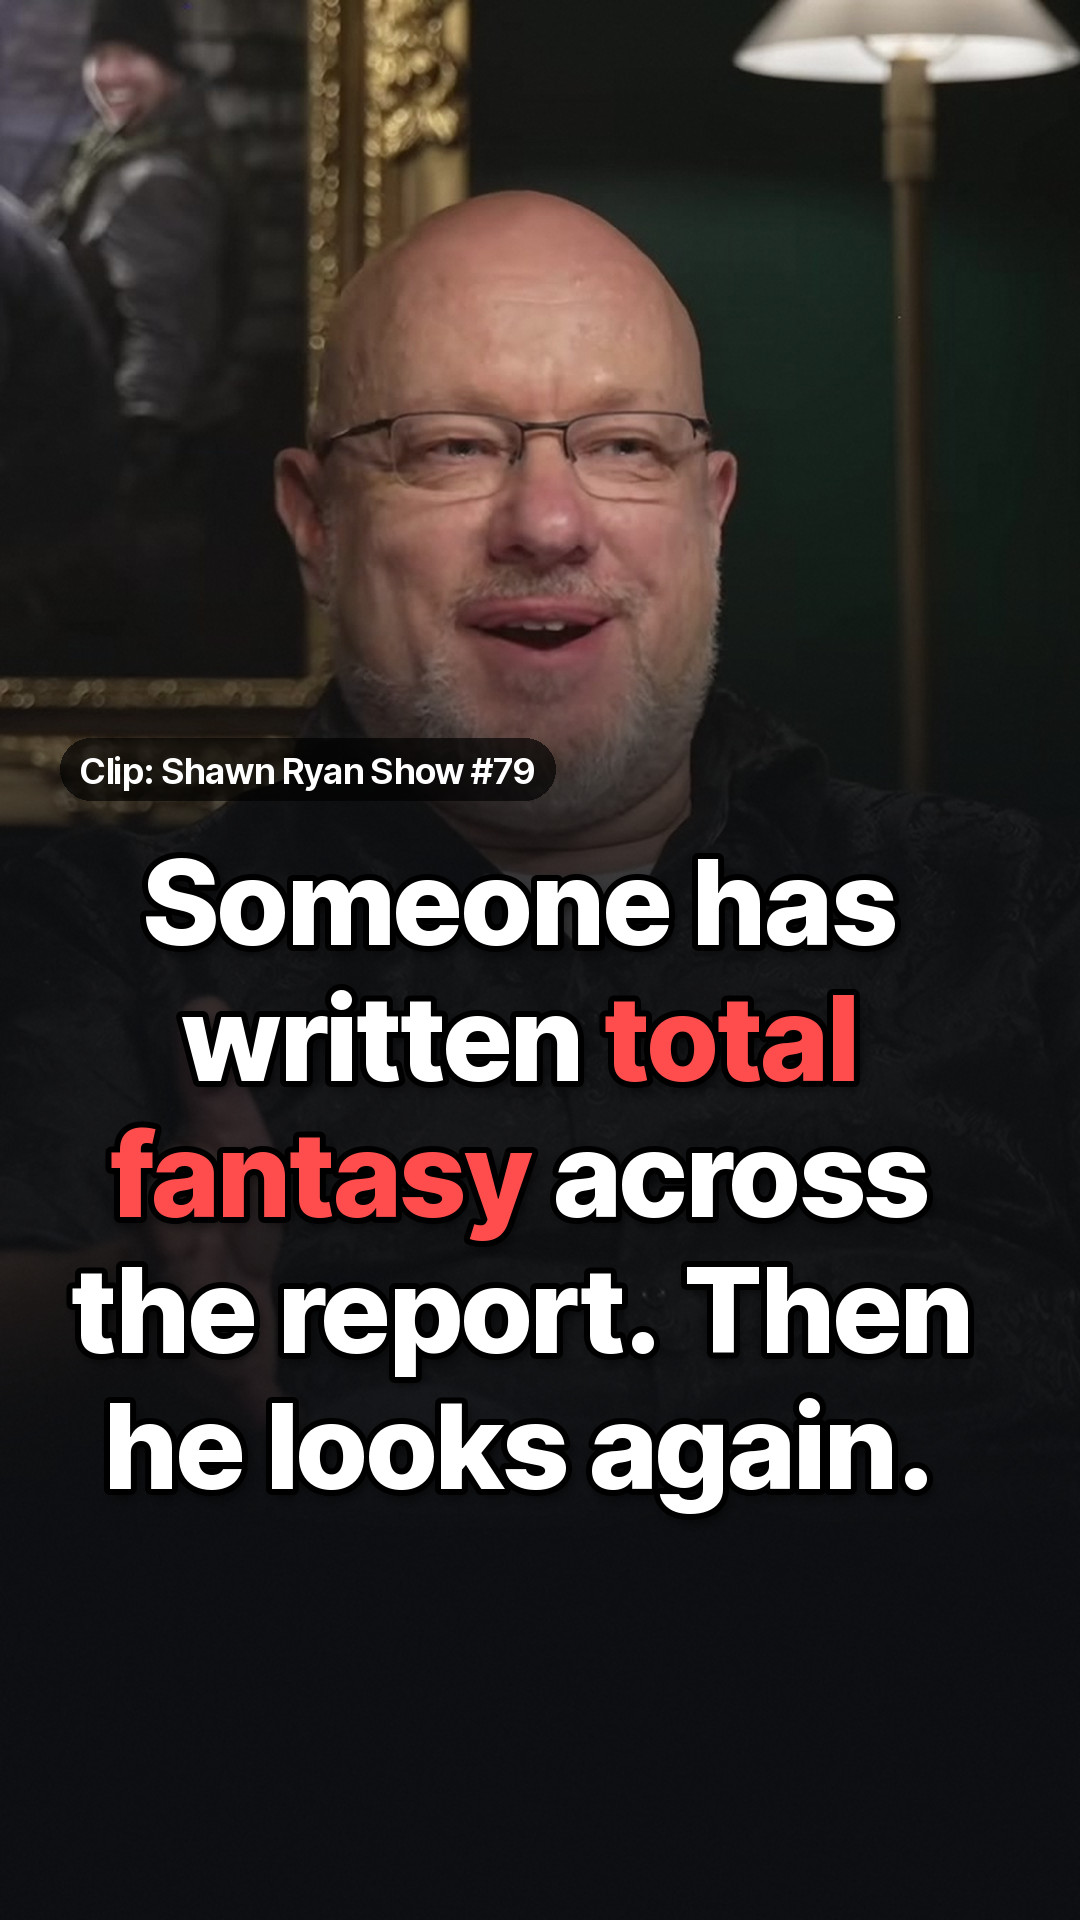 Clip: Shawn Ryan Show #79
Someone has
written total
fantasy across
the report. Then
he looks again.